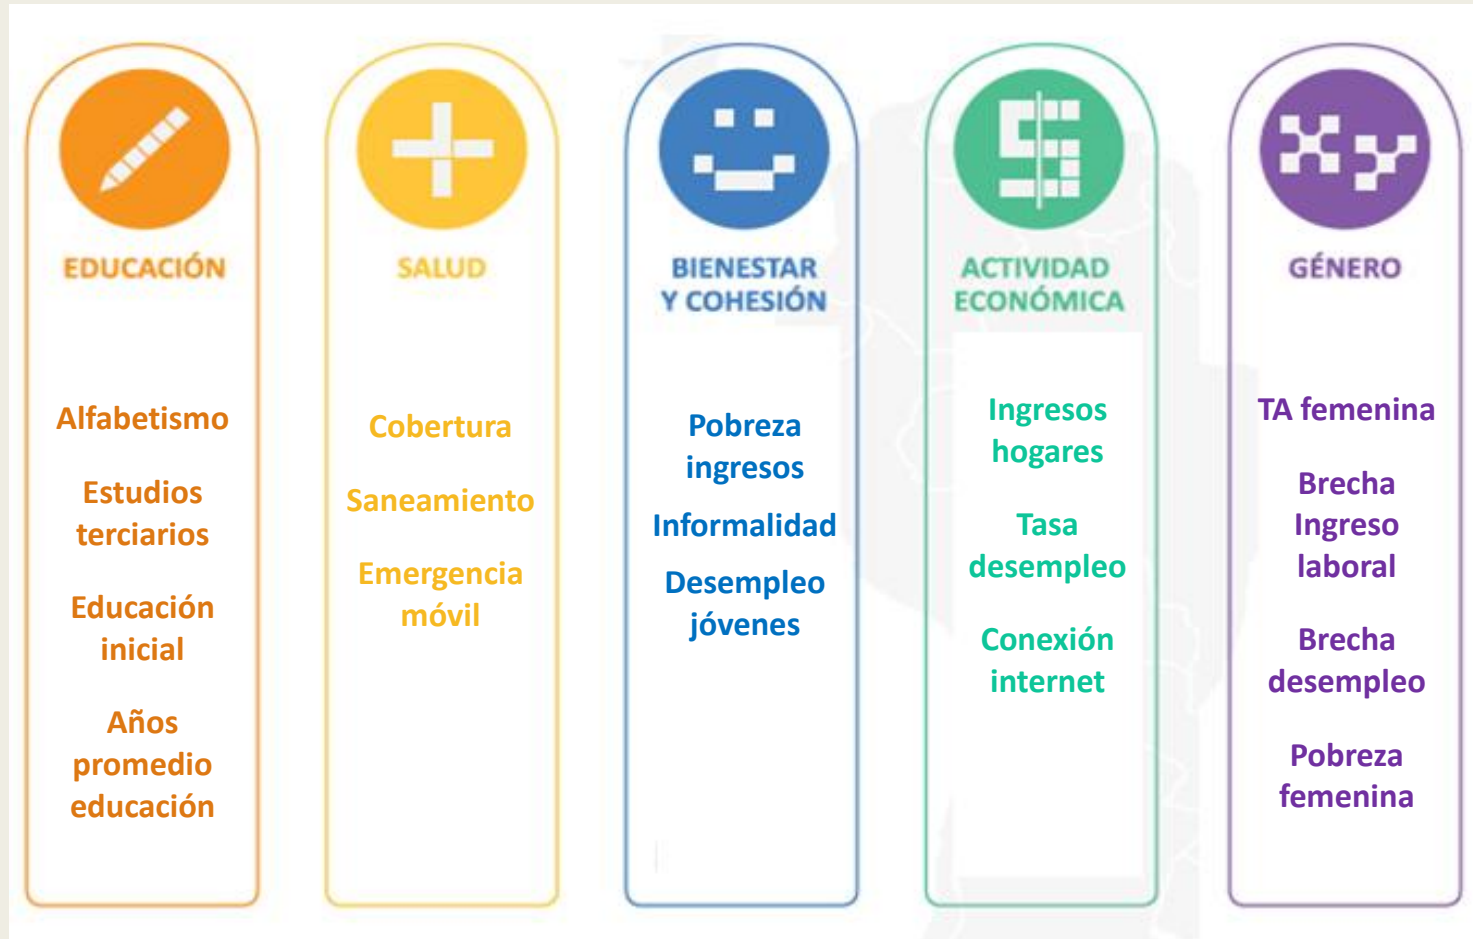 EDUCACIÓN
Alfabetismo
Estudios
terciarios
Educación
inicial
Años
promedio
educación
SALUD
Cobertura
Saneamiento
Emergencia
móvil
BIENESTAR
Y COHESIÓN
Pobreza
ingresos
Informalidad
Desempleo
jóvenes
ACTIVIDAD
ECONÓMICA
Ingresos
hogares
Tasa
desempleo
Conexión
internet
Xy
GÉNERO
TA femenina
Brecha
Ingreso
laboral
Brecha
desempleo
Pobreza
femenina